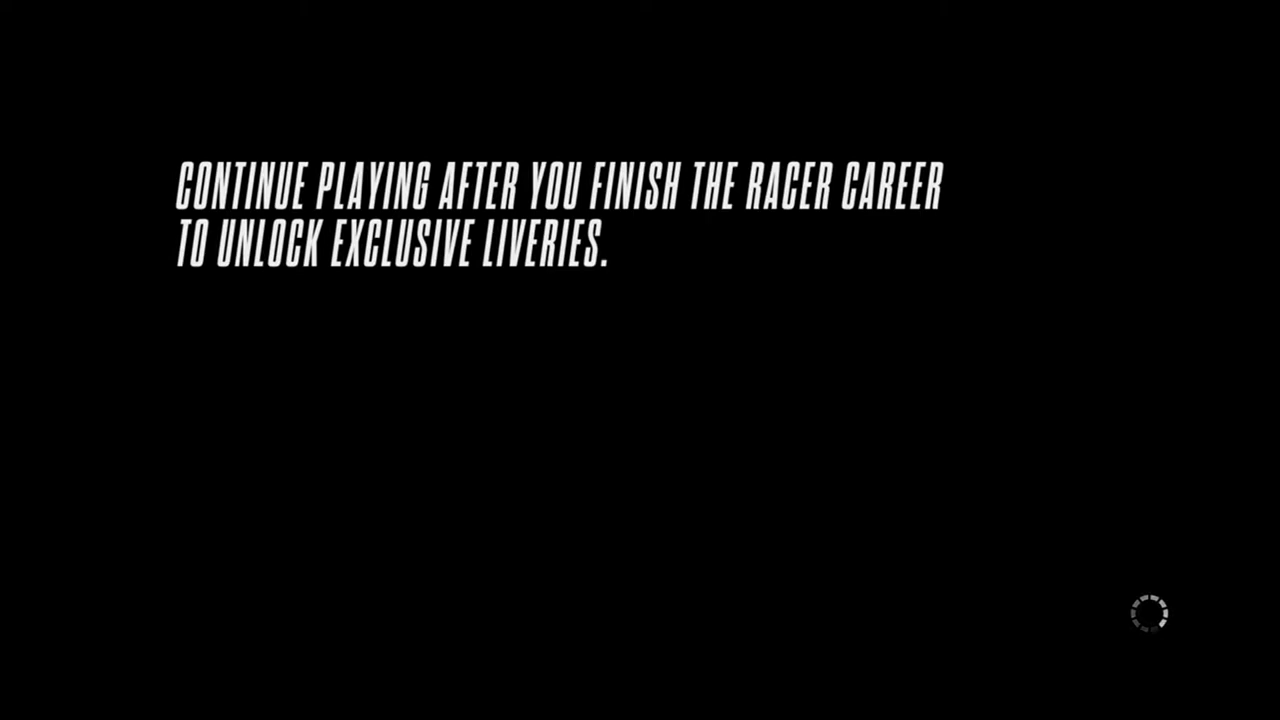 CONTINUE PLAYING AFTER YOU FINISH THE RACER CAREER
TO UNLOCK EXCLUSIVE LIVERIES.